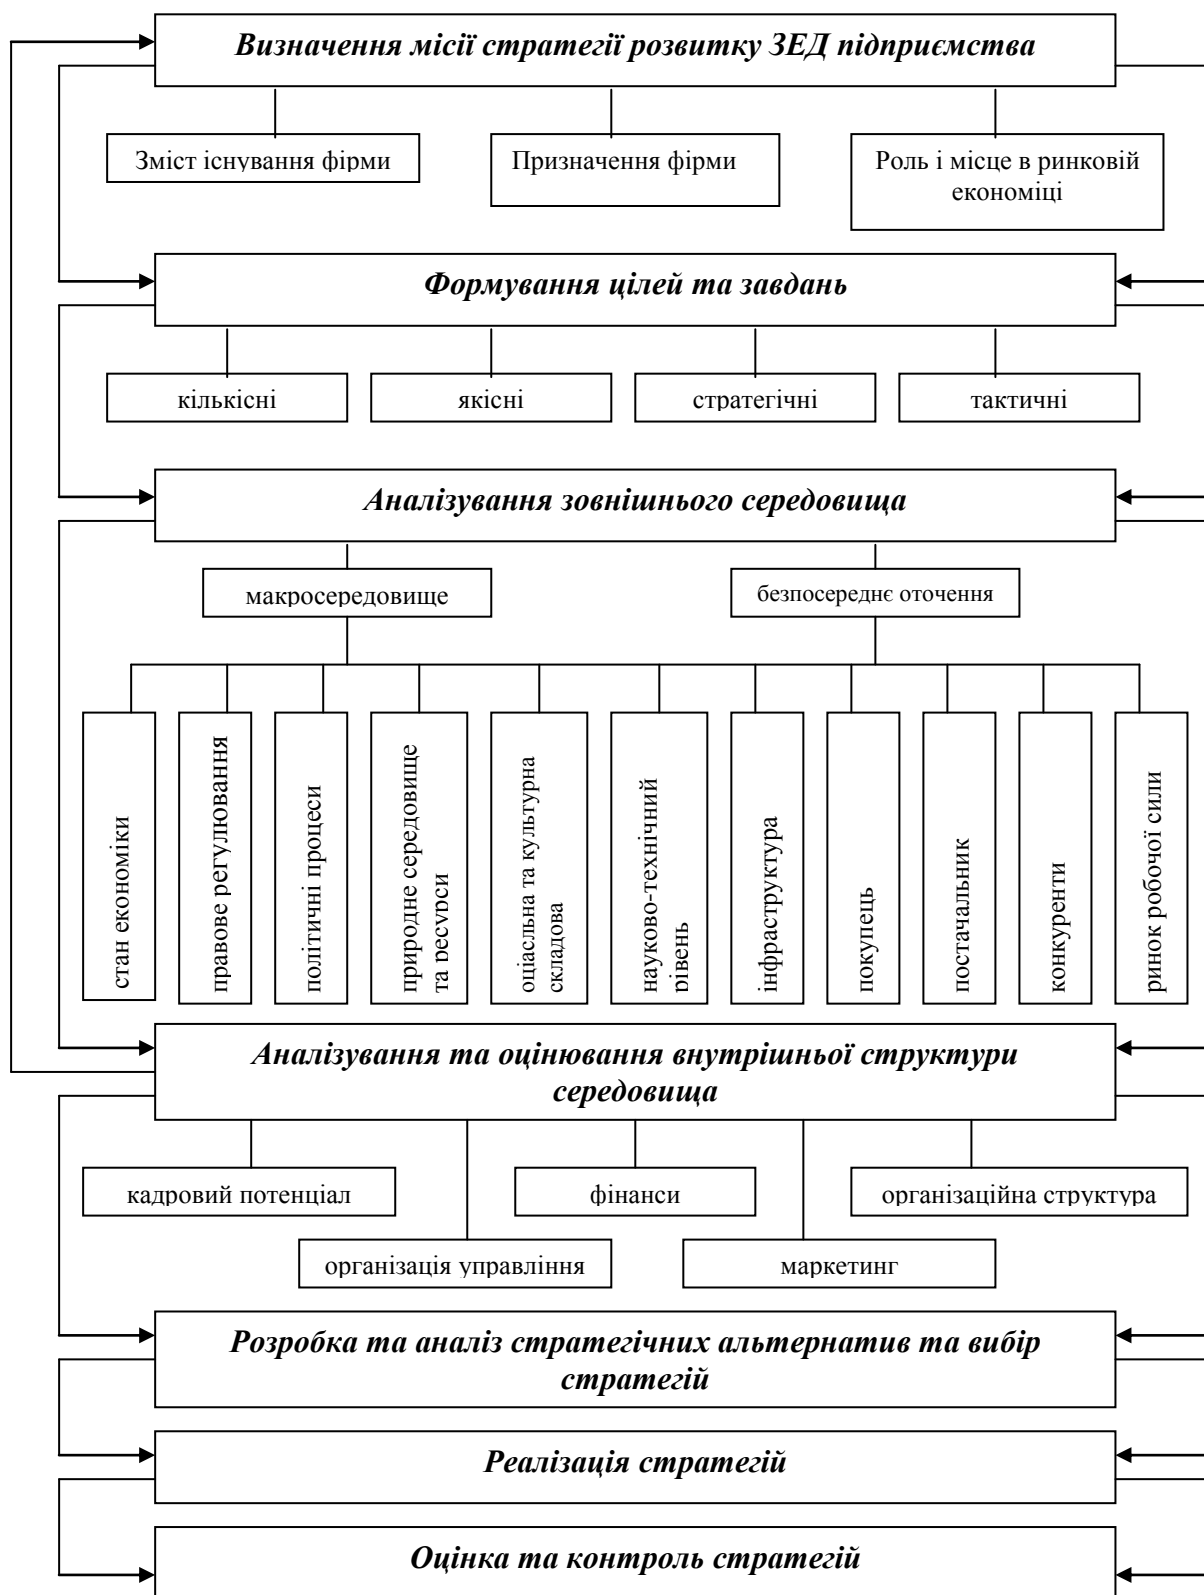 Визначення місії стратегії розвитку ЗЕД підприємства
Зміст існування фірми
Призначення фірми
Роль і місце в ринковій
економіці
Формування цілей та завдань
кількісні
якісні
стратегічні
тактичні
Аналізування зовнішнього середовища
макросередовище
безпосереднє оточення
стан економіки
правове регулювання
політичні процеси
природне середовище
та ресурси
оціасльна та культурна
складова
науково-технічний
рівень
інфраструктура
покупець
постачальник
конкуренти
ринок робочої сили
Аналізування та оцінювання внутрішньої структури
середовища
кадровий потенціал
фінанси
організаційна структура
організація управління
маркетинг
Розробка та аналіз стратегічних альтернатив та вибір
стратегій
Реалізація стратегій
Оцінка та контроль стратегій